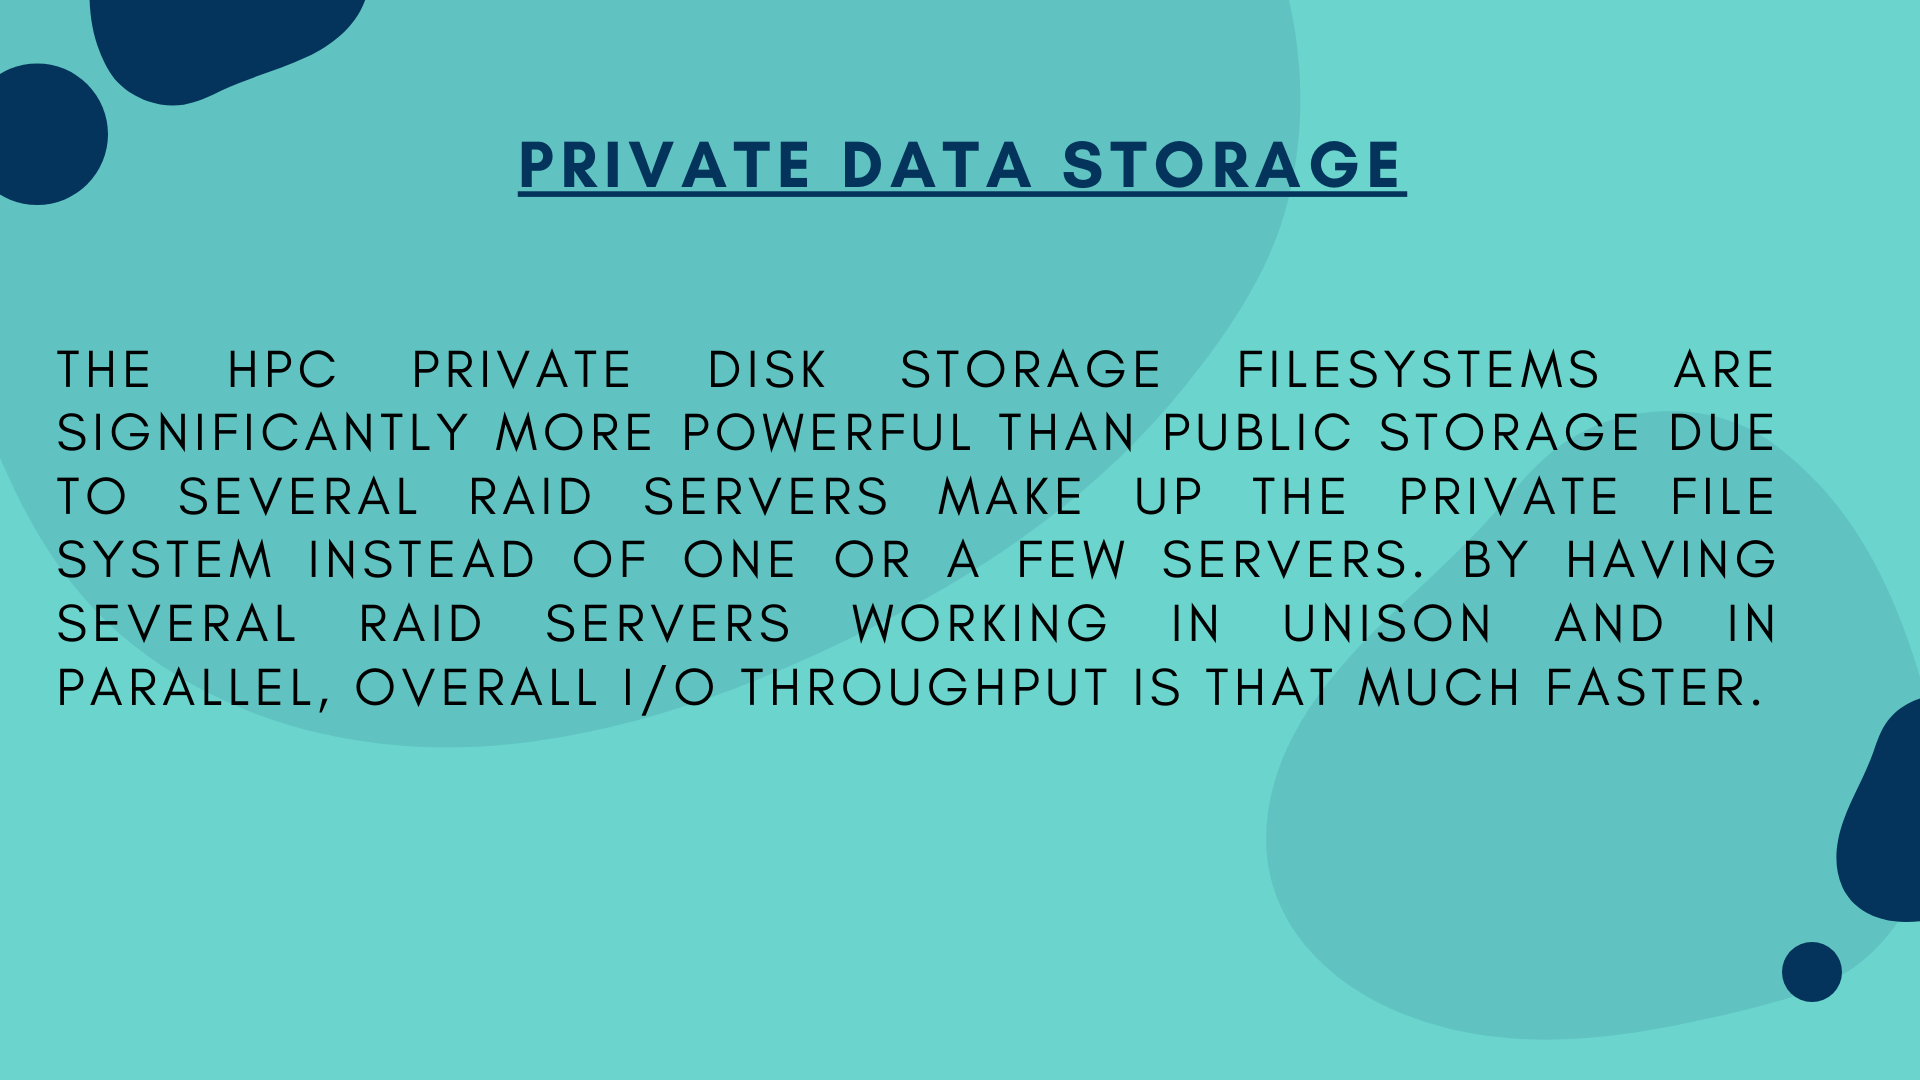 PRIVATE DATA STORAGE
THE HPC PRIVATE DISK STORAGE FILESYSTEMS ARE
SIGNIFICANTLY MORE POWERFUL THAN PUBLIC STORAGE DUE
TO SEVERAL RAID SERVERS MAKE UP THE PRIVATE FILE
SYSTEM INSTEAD OF ONE OR A FEW SERVERS. BY HAVING
SEVERAL RAID SERVERS WORKING IN UNISON AND IN
PARALLEL, OVERALL I/O THROUGHPUT IS THAT MUCH FASTER.